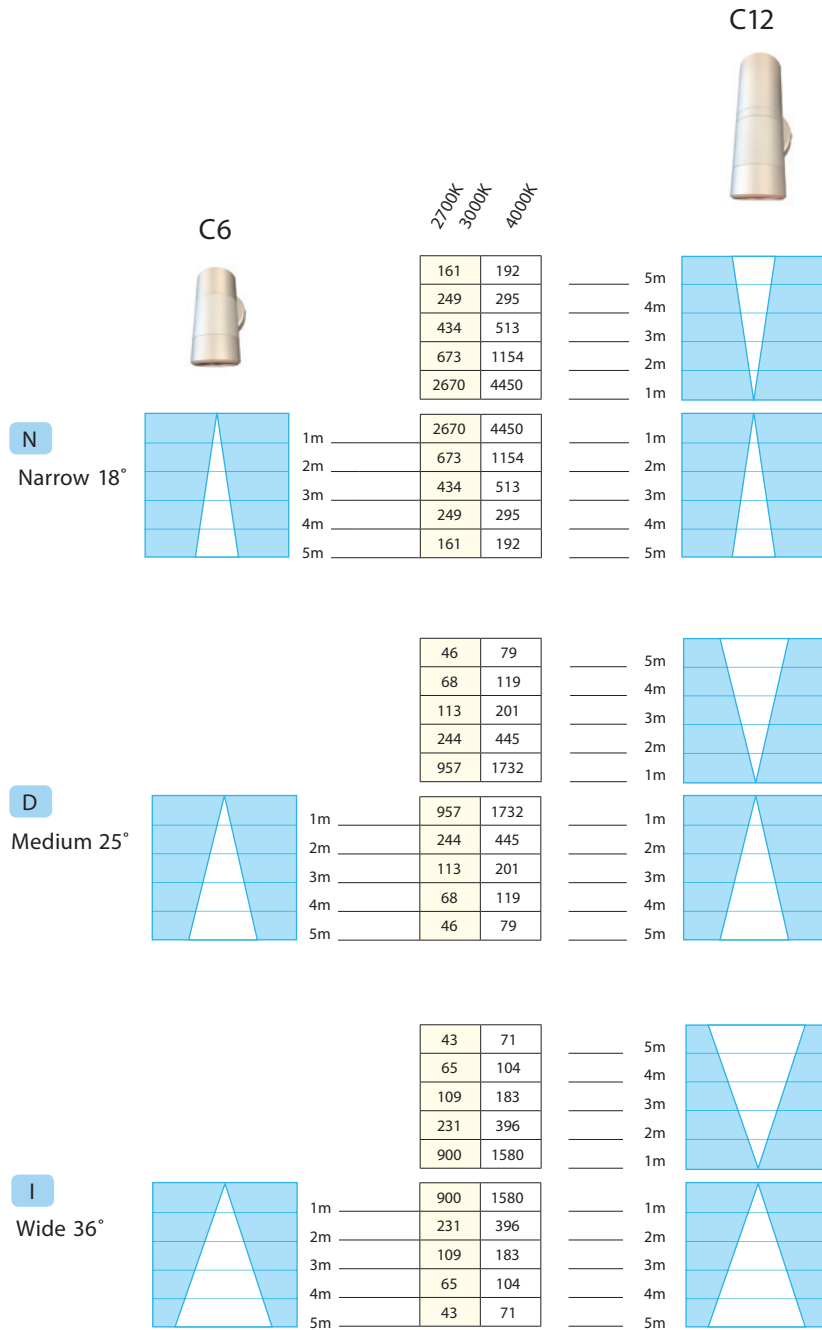 C12
2700K 3000K 4000K
C6
161 192 5m
249 295 4m
434 513 3m
673 1154 2m
2670 4450 1m
N
Narrow 18°
1m 2670 4450 1m
2m 673 1154 2m
3m 434 513 3m
4m 249 295 4m
5m 161 192 5m
46 79 5m
68 119 4m
113 201 3m
244 445 2m
957 1732 1m
D
Medium 25°
1m 957 1732 1m
2m 244 445 2m
3m 113 201 3m
4m 68 119 4m
5m 46 79 5m
43 71 5m
65 104 4m
109 183 3m
231 396 2m
900 1580 1m
I
Wide 36°
1m 900 1580 1m
2m 231 396 2m
3m 109 183 3m
4m 65 104 4m
5m 43 71 5m